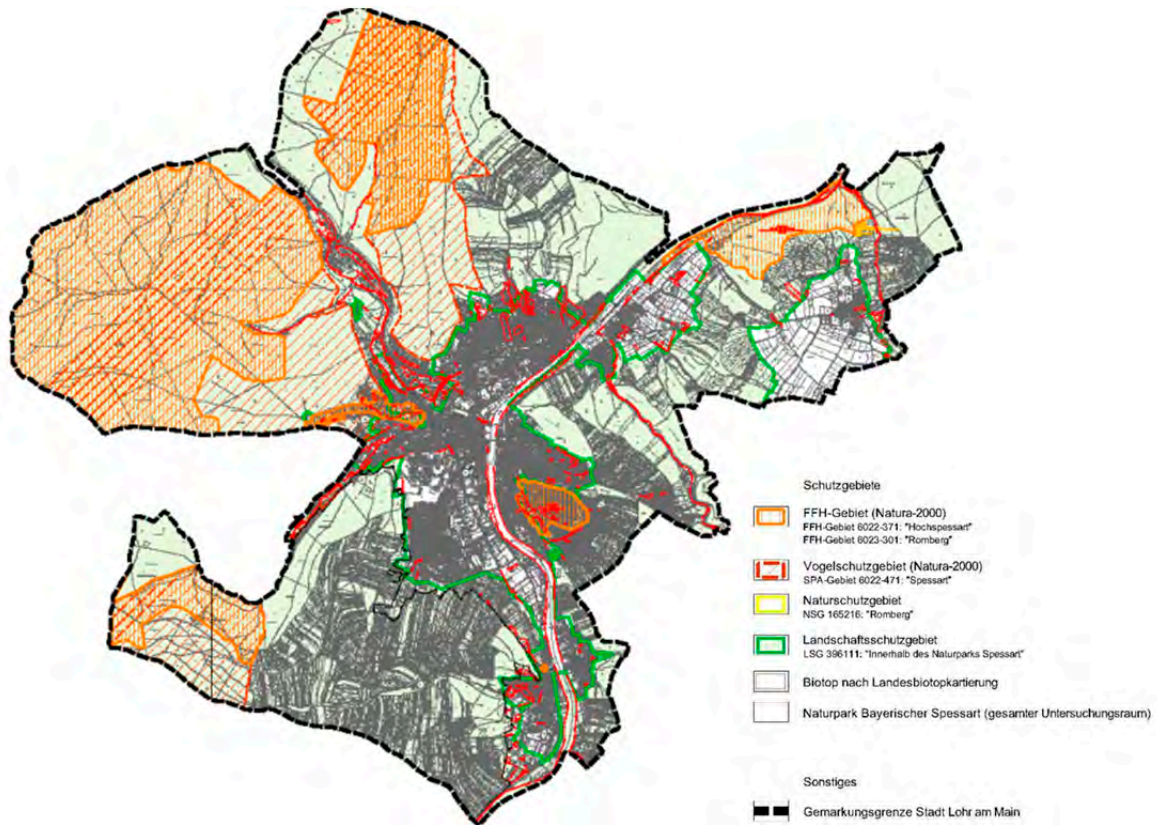 Schutzgebiete
FFH-Gebiet (Natura-2000)
FFH-Gebiet 6022-371: "Hochspessart"
FFH-Gebiet 6023-301: "Romberg"
Vogelschutzgebiet (Natura-2000)
SPA-Gebiet 6022-471: "Spessart"
Naturschutzgebiet
NSG 165216: "Romberg"
Landschaftsschutzgebiet
LSG 396111: "Innerhalb des Naturparks Spessart"
Biotop nach Landesbiotopkartierung
Naturpark Bayerischer Spessart (gesamter Untersuchungsraum)
Sonstiges
Gemarkungsgrenze Stadt Lohr am Main